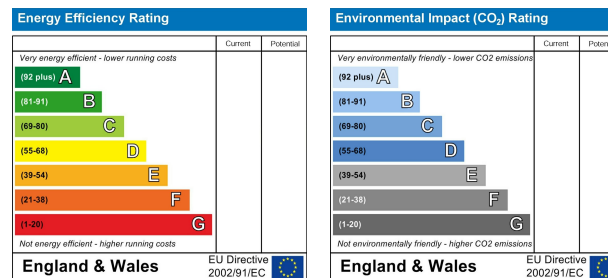 Energy Efficiency Rating
Current Potential
Very energy efficient - lower running costs
(92 plus) A
(81-91) B
(69-80) C
(55-68) D
(39-54) E
(21-38) F
(1-20) G
Not energy efficient - higher running costs
England & Wales
EU Directive
2002/91/EC
Environmental Impact (CO₂) Rating
Current Poten
Very environmentally friendly - lower CO2 emissions
(92 plus) A
(81-91) B
(69-80) C
(55-68) D
(39-54) E
(21-38) F
(1-20) G
Not environmentally friendly - higher CO2 emissions
England & Wales
EU Directive
2002/91/EC